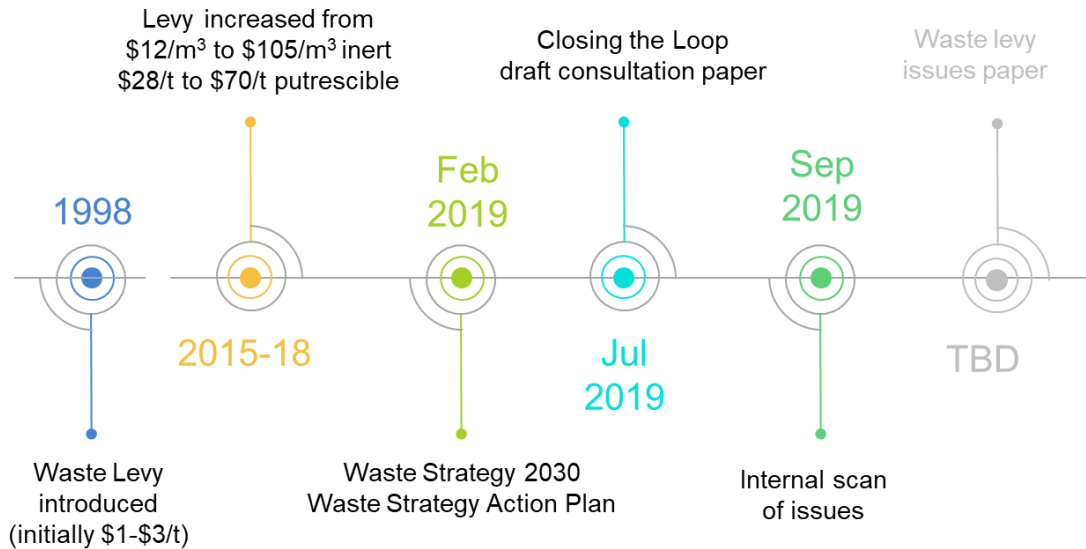 1998
Waste Levy
introduced
(initially $1-$3/t)
Levy increased from
$12/m³ to $105/m³ inert
$28/t to $70/t putrescible
2015-18
Feb
2019
Waste Strategy 2030
Waste Strategy Action Plan
Closing the Loop
draft consultation paper
Jul
2019
Sep
2019
Internal scan
of issues
Waste levy
issues paper
TBD